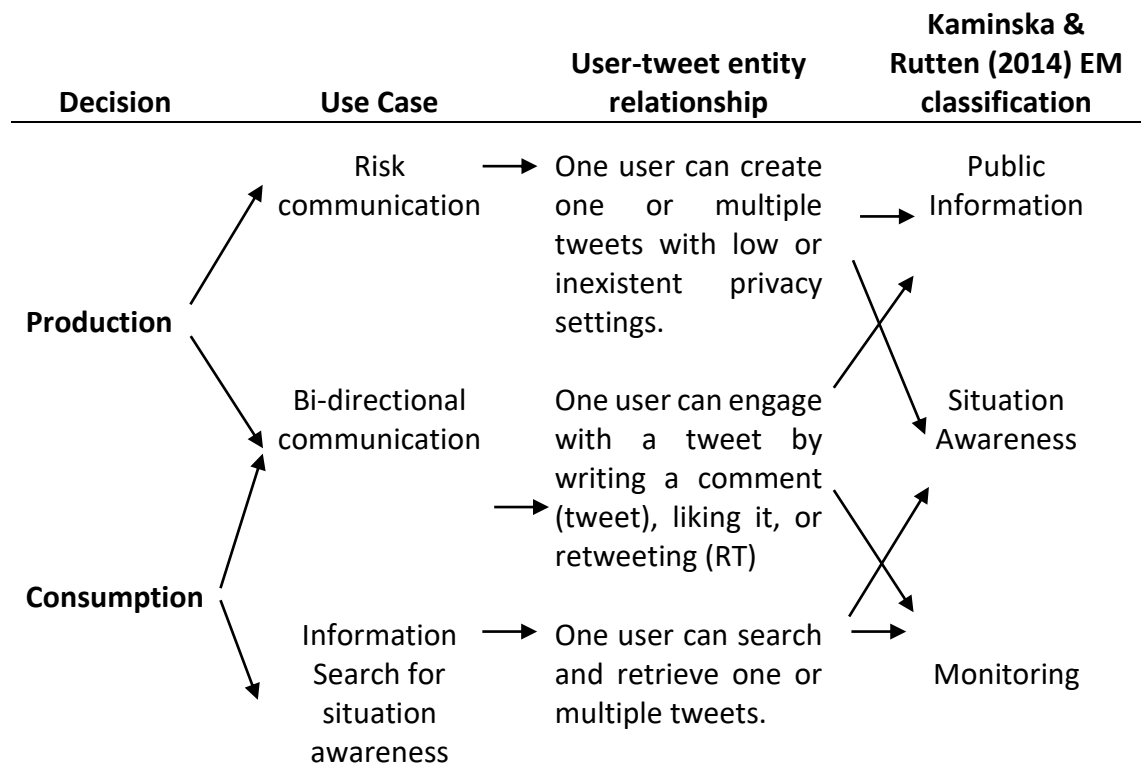 Decision
Use Case
User-tweet entity
relationship
Kaminska &
Rutten (2014) EM
classification
Production
Consumption
Risk
communication
Bi-directional
communication
Information
Search for
situation
awareness
One user can create
one or multiple
tweets with low or
inexistent privacy
settings.
One user can engage
with a tweet by
writing a comment
(tweet), liking it, or
retweeting (RT)
One user can search
and retrieve one or
multiple tweets.
Public
Information
Situation
Awareness
Monitoring